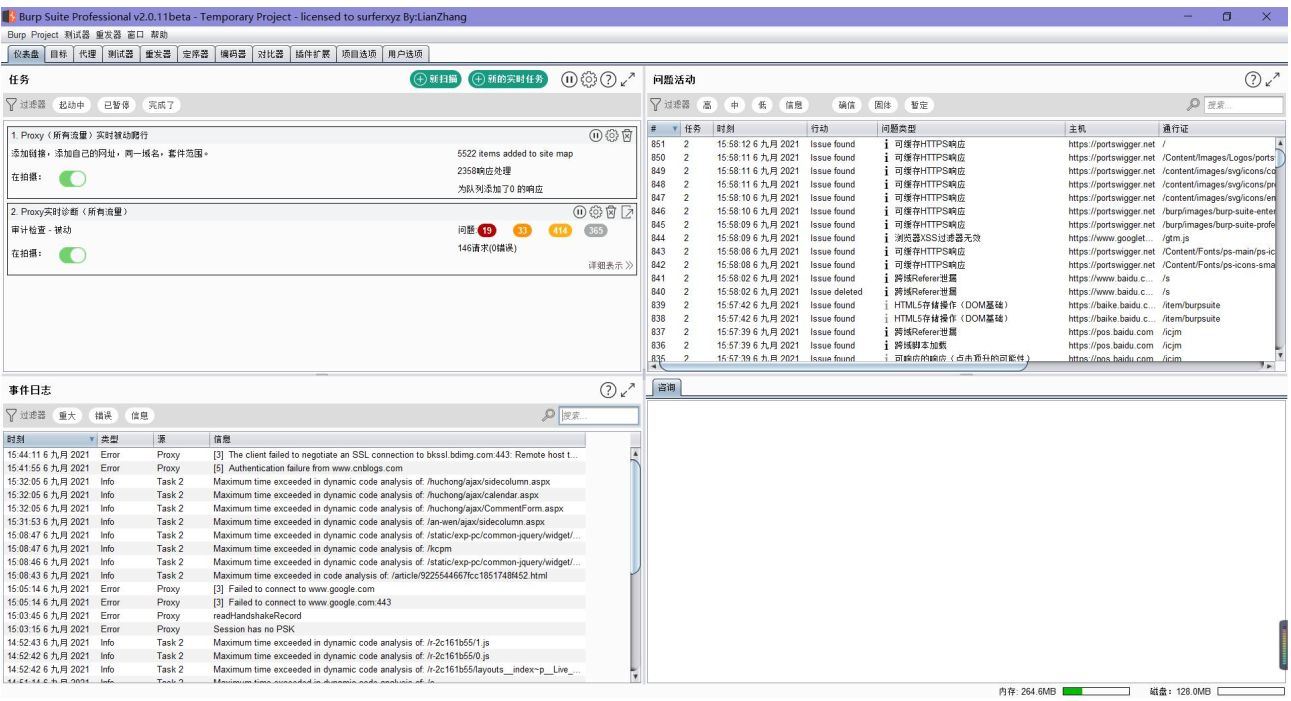 Burp Suite Professional v2.0.11beta - Temporary Project - licensed to surferxyz By:LianZhang
Burp Project 测试器 重发器 窗口 帮助
仪表盘 目标 代理 测试器 重发器 定序器 编码器 对比器 插件扩展 项目选项 用户选项
任务 新扫描 新的实时任务
过滤器 起动中 已暂停 完成了
1. Proxy（所有流量）实时被动爬行
添加链接，添加自己的网址，两一域名，套件范围。 5522 items added to site map
2358响应处理
在拍摄：
为队列添加了0 的响应
2. Proxy实时诊断（所有流量）
审计检查 - 被动 问题: 19 33 414 365
146请求(0错误)
在拍摄：
详细表示
问题活动
过滤器 高 中 低 信息 确信 固体 暂定 搜索...
# 任务 时刻 行动 问题类型 主机 通行证
851 2 15:58:12 6 九月 2021 Issue found 可缓存HTTPS响应 https://portswigger.net /
850 2 15:58:11 6 九月 2021 Issue found 可缓存HTTPS响应 https://portswigger.net /Content/Images/Logos/ports
849 2 15:58:11 6 九月 2021 Issue found 可缓存HTTPS响应 https://portswigger.net /content/images/svg/icons/co
848 2 15:58:11 6 九月 2021 Issue found 可缓存HTTPS响应 https://portswigger.net /content/images/svg/icons/pr
847 2 15:58:10 6 九月 2021 Issue found 可缓存HTTPS响应 https://portswigger.net /content/images/svg/icons/en
846 2 15:58:10 6 九月 2021 Issue found 可缓存HTTPS响应 https://portswigger.net /burp/images/burp-suite-enter
845 2 15:58:09 6 九月 2021 Issue found 可缓存HTTPS响应 https://portswigger.net /burp/images/burp-suite-profe
844 2 15:58:09 6 九月 2021 Issue found 浏览器XSS过滤器无效 https://www.googlet... /gtm.js
843 2 15:58:08 6 九月 2021 Issue found 可缓存HTTPS响应 https://portswigger.net /Content/Fonts/ps-main/ps-ic
842 2 15:58:08 6 九月 2021 Issue found 可缓存HTTPS响应 https://portswigger.net /Content/Fonts/ps-icons-sma
841 2 15:58:02 6 九月 2021 Issue found 跨域Referer泄漏 https://www.baidu.c... /s
840 2 15:58:02 6 九月 2021 Issue deleted 跨域Referer泄漏 https://www.baidu.c... /s
839 2 15:57:42 6 九月 2021 Issue found HTML5存储操作（DOM基础） https://baike.baidu.c... /item/burpsuite
838 2 15:57:42 6 九月 2021 Issue found HTML5存储操作（DOM基础） https://baike.baidu.c... /item/burpsuite
837 2 15:57:39 6 九月 2021 Issue found 跨域Referer泄漏 https://pos.baidu.com /icjm
836 2 15:57:39 6 九月 2021 Issue found 跨域脚本加载 https://pos.baidu.com /icjm
835 2 15:57:39 6 九月 2021 Issue found 可响应的响应（点击顶升的可能性） https://pos.baidu.com /icjm
事件日志
过滤器 重大 错误 信息 搜索...
时刻 类型 源 信息
15:44:11 6 九月 2021 Error Proxy [3] The client failed to negotiate an SSL connection to bkssl.bdimg.com:443: Remote host t...
15:41:55 6 九月 2021 Error Proxy [5] Authentication failure from www.cnblogs.com
15:32:05 6 九月 2021 Info Task 2 Maximum time exceeded in dynamic code analysis of: /huchong/ajax/sidecolumn.aspx
15:32:05 6 九月 2021 Info Task 2 Maximum time exceeded in dynamic code analysis of: /huchong/ajax/calendar.aspx
15:32:05 6 九月 2021 Info Task 2 Maximum time exceeded in dynamic code analysis of: /huchong/ajax/CommentForm.aspx
15:31:53 6 九月 2021 Info Task 2 Maximum time exceeded in dynamic code analysis of: /an-wen/ajax/sidecolumn.aspx
15:08:47 6 九月 2021 Info Task 2 Maximum time exceeded in dynamic code analysis of: /static/exp-pc/common-jquery/widget/...
15:08:47 6 九月 2021 Info Task 2 Maximum time exceeded in dynamic code analysis of: /kcpm
15:08:46 6 九月 2021 Info Task 2 Maximum time exceeded in dynamic code analysis of: /static/exp-pc/common-jquery/widget/...
15:08:43 6 九月 2021 Info Task 2 Maximum time exceeded in code analysis of: /article/9225544667fcc1851748f452.html
15:05:14 6 九月 2021 Error Proxy [3] Failed to connect to www.google.com
15:05:14 6 九月 2021 Error Proxy [3] Failed to connect to www.google.com:443
15:03:45 6 九月 2021 Error Proxy readHandshakeRecord
15:03:15 6 九月 2021 Error Proxy Session has no PSK
14:52:43 6 九月 2021 Info Task 2 Maximum time exceeded in dynamic code analysis of: /r-2c161b55/1.js
14:52:42 6 九月 2021 Info Task 2 Maximum time exceeded in dynamic code analysis of: /r-2c161b55/0.js
14:52:42 6 九月 2021 Info Task 2 Maximum time exceeded in dynamic code analysis of: /r-2c161b55/layouts__index~p__Live_...
14:51:14 6 九月 2021 Info Task 2 Maximum time exceeded in dynamic code analysis of: /s
咨询
内存: 264.6MB 磁盘: 128.0MB